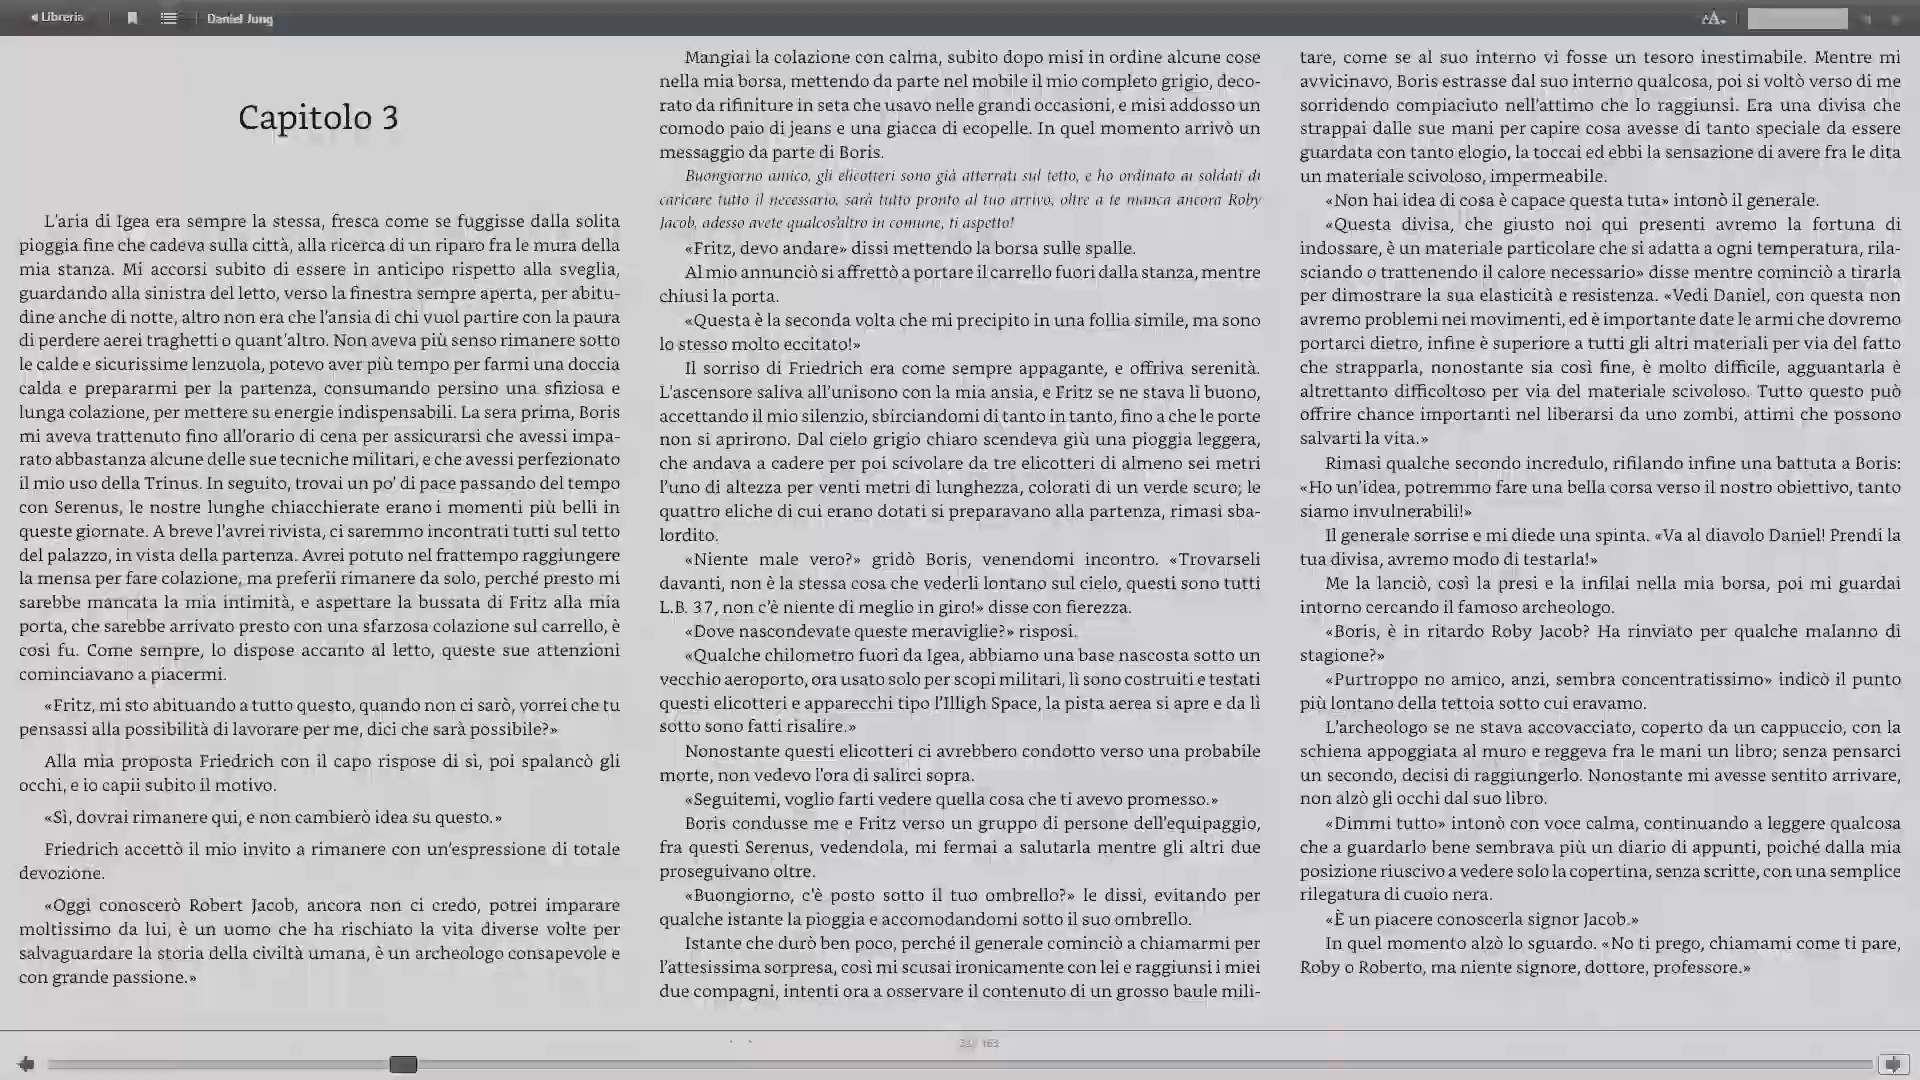 Libreria
Daniel Jung
AA
Capitolo 3
L'aria di Igea era sempre la stessa, fresca come se fuggisse dalla solita
pioggia fine che cadeva sulla città, alla ricerca di un riparo fra le mura della
mia stanza. Mi accorsi subito di essere in anticipo rispetto alla sveglia,
guardando alla sinistra del letto, verso la finestra sempre aperta, per abitu-
dine anche di notte, altro non era che l'ansia di chi vuol partire con la paura
di perdere aerei traghetti o quant'altro. Non aveva più senso rimanere sotto
le calde e sicurissime lenzuola, potevo aver più tempo per farmi una doccia
calda e prepararmi per la partenza, consumando persino una sfiziosa e
lunga colazione, per mettere su energie indispensabili. La sera prima, Boris
mi aveva trattenuto fino all'orario di cena per assicurarsi che avessi impa-
rato abbastanza alcune delle sue tecniche militari, e che avessi perfezionato
il mio uso della Trinus. In seguito, trovai un po' di pace passando del tempo
con Serenus, le nostre lunghe chiacchierate erano i momenti più belli in
queste giornate. A breve l'avrei rivista, ci saremmo incontrati tutti sul tetto
del palazzo, in vista della partenza. Avrei potuto nel frattempo raggiungere
la mensa per fare colazione, ma preferii rimanere da solo, perché presto mi
sarebbe mancata la mia intimità, e aspettare la bussata di Fritz alla mia
porta, che sarebbe arrivato presto con una sfarzosa colazione sul carrello, è
così fu. Come sempre, lo dispose accanto al letto, queste sue attenzioni
cominciavano a piacermi.
«Fritz, mi sto abituando a tutto questo, quando non ci sarò, vorrei che tu
pensassi alla possibilità di lavorare per me, dici che sarà possibile?»
Alla mia proposta Friedrich con il capo rispose di sì, poi spalancò gli
occhi, e io capii subito il motivo.
«Sì, dovrai rimanere qui, e non cambierò idea su questo.»
Friedrich accettò il mio invito a rimanere con un'espressione di totale
devozione.
«Oggi conoscerò Robert Jacob, ancora non ci credo, potrei imparare
moltissimo da lui, è un uomo che ha rischiato la vita diverse volte per
salvaguardare la storia della civiltà umana, è un archeologo consapevole e
con grande passione.»
Mangiai la colazione con calma, subito dopo misi in ordine alcune cose
nella mia borsa, mettendo da parte nel mobile il mio completo grigio, deco-
rato da rifiniture in seta che usavo nelle grandi occasioni, e misi addosso un
comodo paio di jeans e una giacca di ecopelle. In quel momento arrivò un
messaggio da parte di Boris.
Buongiorno amico, gli elicotteri sono già atterrati sul tetto, e ho ordinato ai soldati di
caricare tutto il necessario, sarà tutto pronto al tuo arrivo, oltre a te manca ancora Roby
Jacob, adesso avete qualcos'altro in comune, ti aspetto!
«Fritz, devo andare» dissi mettendo la borsa sulle spalle.
Al mio annunciò si affrettò a portare il carrello fuori dalla stanza, mentre
chiusi la porta.
«Questa è la seconda volta che mi precipito in una follia simile, ma sono
lo stesso molto eccitato!»
Il sorriso di Friedrich era come sempre appagante, e offriva serenità.
L'ascensore saliva all'unisono con la mia ansia, e Fritz se ne stava lì buono,
accettando il mio silenzio, sbirciandomi di tanto in tanto, fino a che le porte
non si aprirono. Dal cielo grigio chiaro scendeva giù una pioggia leggera,
che andava a cadere per poi scivolare da tre elicotteri di almeno sei metri
l'uno di altezza per venti metri di lunghezza, colorati di un verde scuro; le
quattro eliche di cui erano dotati si preparavano alla partenza, rimasi sba-
lordito.
«Niente male vero?» gridò Boris, venendomi incontro. «Trovarseli
davanti, non è la stessa cosa che vederli lontano sul cielo, questi sono tutti
L.B. 37, non c'è niente di meglio in giro!» disse con fierezza.
«Dove nascondevate queste meraviglie?» risposi.
«Qualche chilometro fuori da Igea, abbiamo una base nascosta sotto un
vecchio aeroporto, ora usato solo per scopi militari, lì sono costruiti e testati
questi elicotteri e apparecchi tipo l'Illigh Space, la pista aerea si apre e da lì
sotto sono fatti risalire.»
Nonostante questi elicotteri ci avrebbero condotto verso una probabile
morte, non vedevo l'ora di salirci sopra.
«Seguitemi, voglio farti vedere quella cosa che ti avevo promesso.»
Boris condusse me e Fritz verso un gruppo di persone dell'equipaggio,
fra questi Serenus, vedendola, mi fermai a salutarla mentre gli altri due
proseguivano oltre.
«Buongiorno, c'è posto sotto il tuo ombrello?» le dissi, evitando per
qualche istante la pioggia e accomodandomi sotto il suo ombrello.
Istante che durò ben poco, perché il generale cominciò a chiamarmi per
l'attesissima sorpresa, così mi scusai ironicamente con lei e raggiunsi i miei
due compagni, intenti ora a osservare il contenuto di un grosso baule mili-
tare, come se al suo interno vi fosse un tesoro inestimabile. Mentre mi
avvicinavo, Boris estrasse dal suo interno qualcosa, poi si voltò verso di me
sorridendo compiaciuto nell'attimo che lo raggiunsi. Era una divisa che
strappai dalle sue mani per capire cosa avesse di tanto speciale da essere
guardata con tanto elogio, la toccai ed ebbi la sensazione di avere fra le dita
un materiale scivoloso, impermeabile.
«Non hai idea di cosa è capace questa tuta» intonò il generale.
«Questa divisa, che giusto noi qui presenti avremo la fortuna di
indossare, è un materiale particolare che si adatta a ogni temperatura, rila-
sciando o trattenendo il calore necessario» disse mentre cominciò a tirarla
per dimostrare la sua elasticità e resistenza. «Vedi Daniel, con questa non
avremo problemi nei movimenti, ed è importante date le armi che dovremo
portarci dietro, infine è superiore a tutti gli altri materiali per via del fatto
che strapparla, nonostante sia così fine, è molto difficile, agguantarla è
altrettanto difficoltoso per via del materiale scivoloso. Tutto questo può
offrire chance importanti nel liberarsi da uno zombi, attimi che possono
salvarti la vita.»
Rimasi qualche secondo incredulo, rifilando infine una battuta a Boris:
«Ho un'idea, potremmo fare una bella corsa verso il nostro obiettivo, tanto
siamo invulnerabili!»
Il generale sorrise e mi diede una spinta. «Va al diavolo Daniel! Prendi la
tua divisa, avremo modo di testarla!»
Me la lanciò, così la presi e la infilai nella mia borsa, poi mi guardai
intorno cercando il famoso archeologo.
«Boris, è in ritardo Roby Jacob? Ha rinviato per qualche malanno di
stagione?»
«Purtroppo no amico, anzi, sembra concentratissimo» indicò il punto
più lontano della tettoia sotto cui eravamo.
L'archeologo se ne stava accovacciato, coperto da un cappuccio, con la
schiena appoggiata al muro e reggeva fra le mani un libro; senza pensarci
un secondo, decisi di raggiungerlo. Nonostante mi avesse sentito arrivare,
non alzò gli occhi dal suo libro.
«Dimmi tutto» intonò con voce calma, continuando a leggere qualcosa
che a guardarlo bene sembrava più un diario di appunti, poiché dalla mia
posizione riuscivo a vedere solo la copertina, senza scritte, con una semplice
rilegatura di cuoio nera.
«È un piacere conoscerla signor Jacob.»
In quel momento alzò lo sguardo. «No ti prego, chiamami come ti pare,
Roby o Roberto, ma niente signore, dottore, professore.»